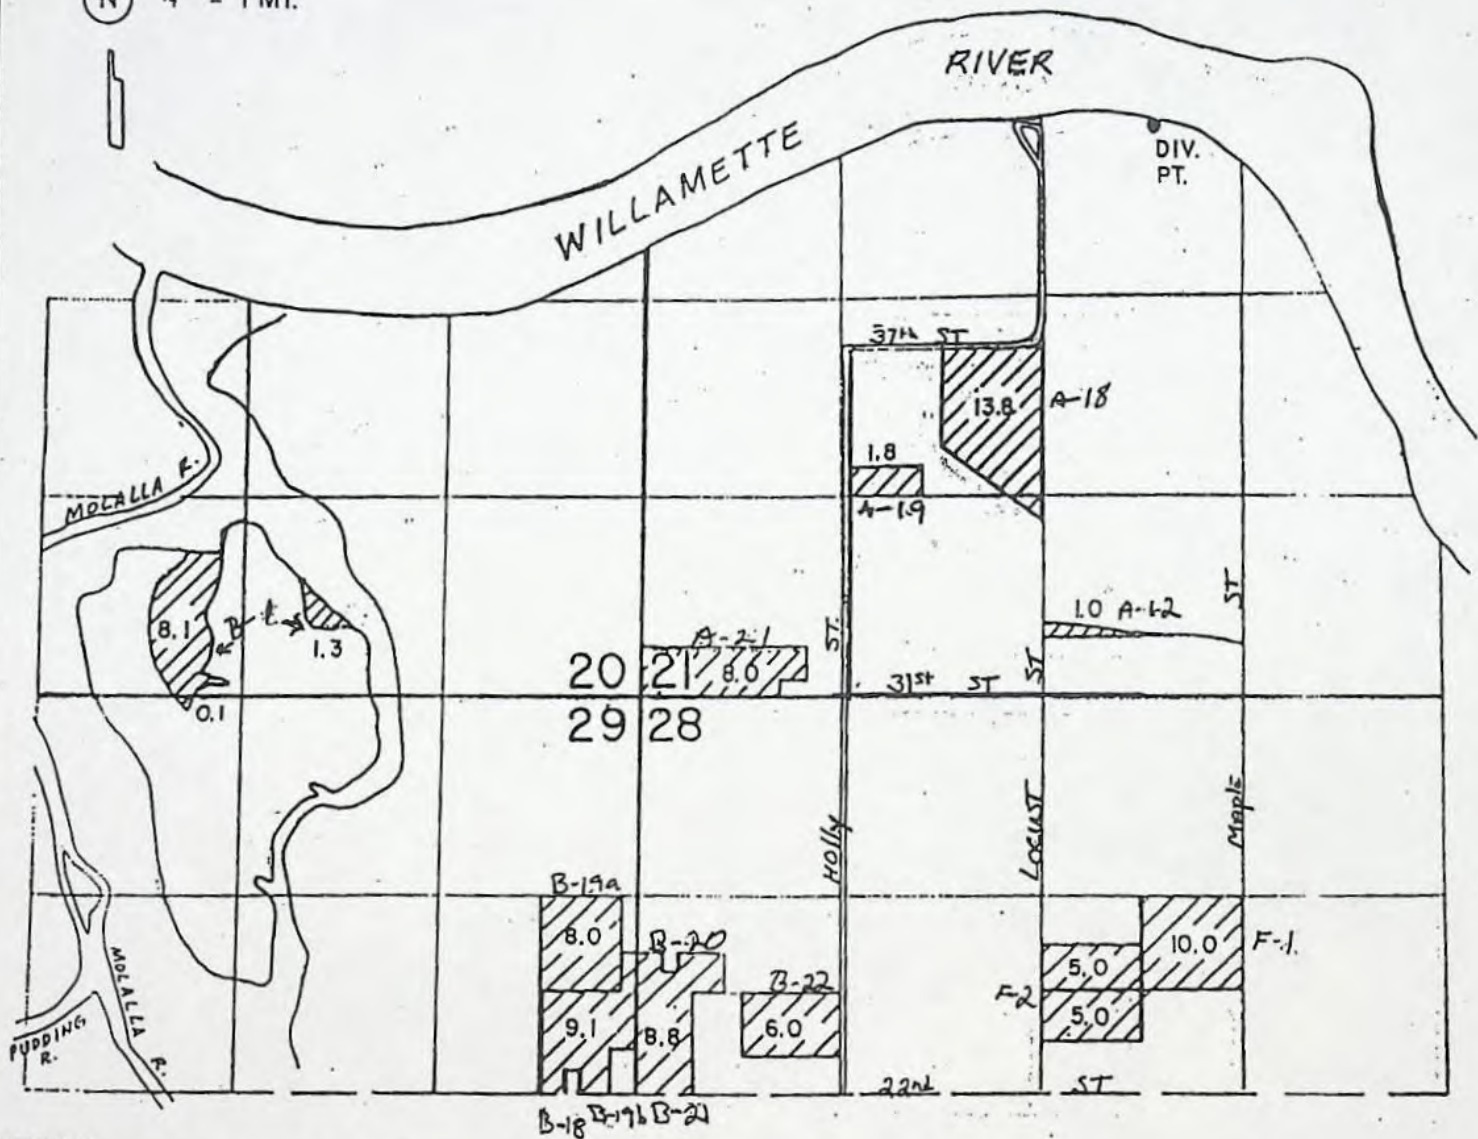 N 4" = 1 MI.
RIVER
WILLAMETTE
DIV.
PT.
37th ST
13.8 A-18
1.8
A-19
MOLALLA R.
8.1
B-1
1.3
0.1
A-21
8.0
20 21
29 28
ST.
31st ST
ST
1.0 A-12
ST
Holly
LOCUST
Maple
B-19a
8.0
B-20
B-22
9.1
8.8
6.0
5.0
10.0 F-1
F-2
5.0
MOLALLA R.
PUDDING
R.
22nd ST
B-18 B-19b B-21